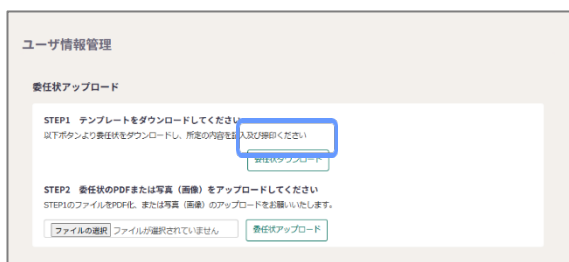 ユーザ情報管理
委任状アップロード
STEP1 テンプレートをダウンロードしてください
以下ボタンより委任状をダウンロードし、所定の内容を記入及び捺印ください
委任状ダウンロード
STEP2 委任状のPDFまたは写真（画像）をアップロードしてください
STEP1のファイルをPDF化、または写真（画像）のアップロードをお願いいたします。
ファイルの選択 ファイルが選択されていません 委任状アップロード